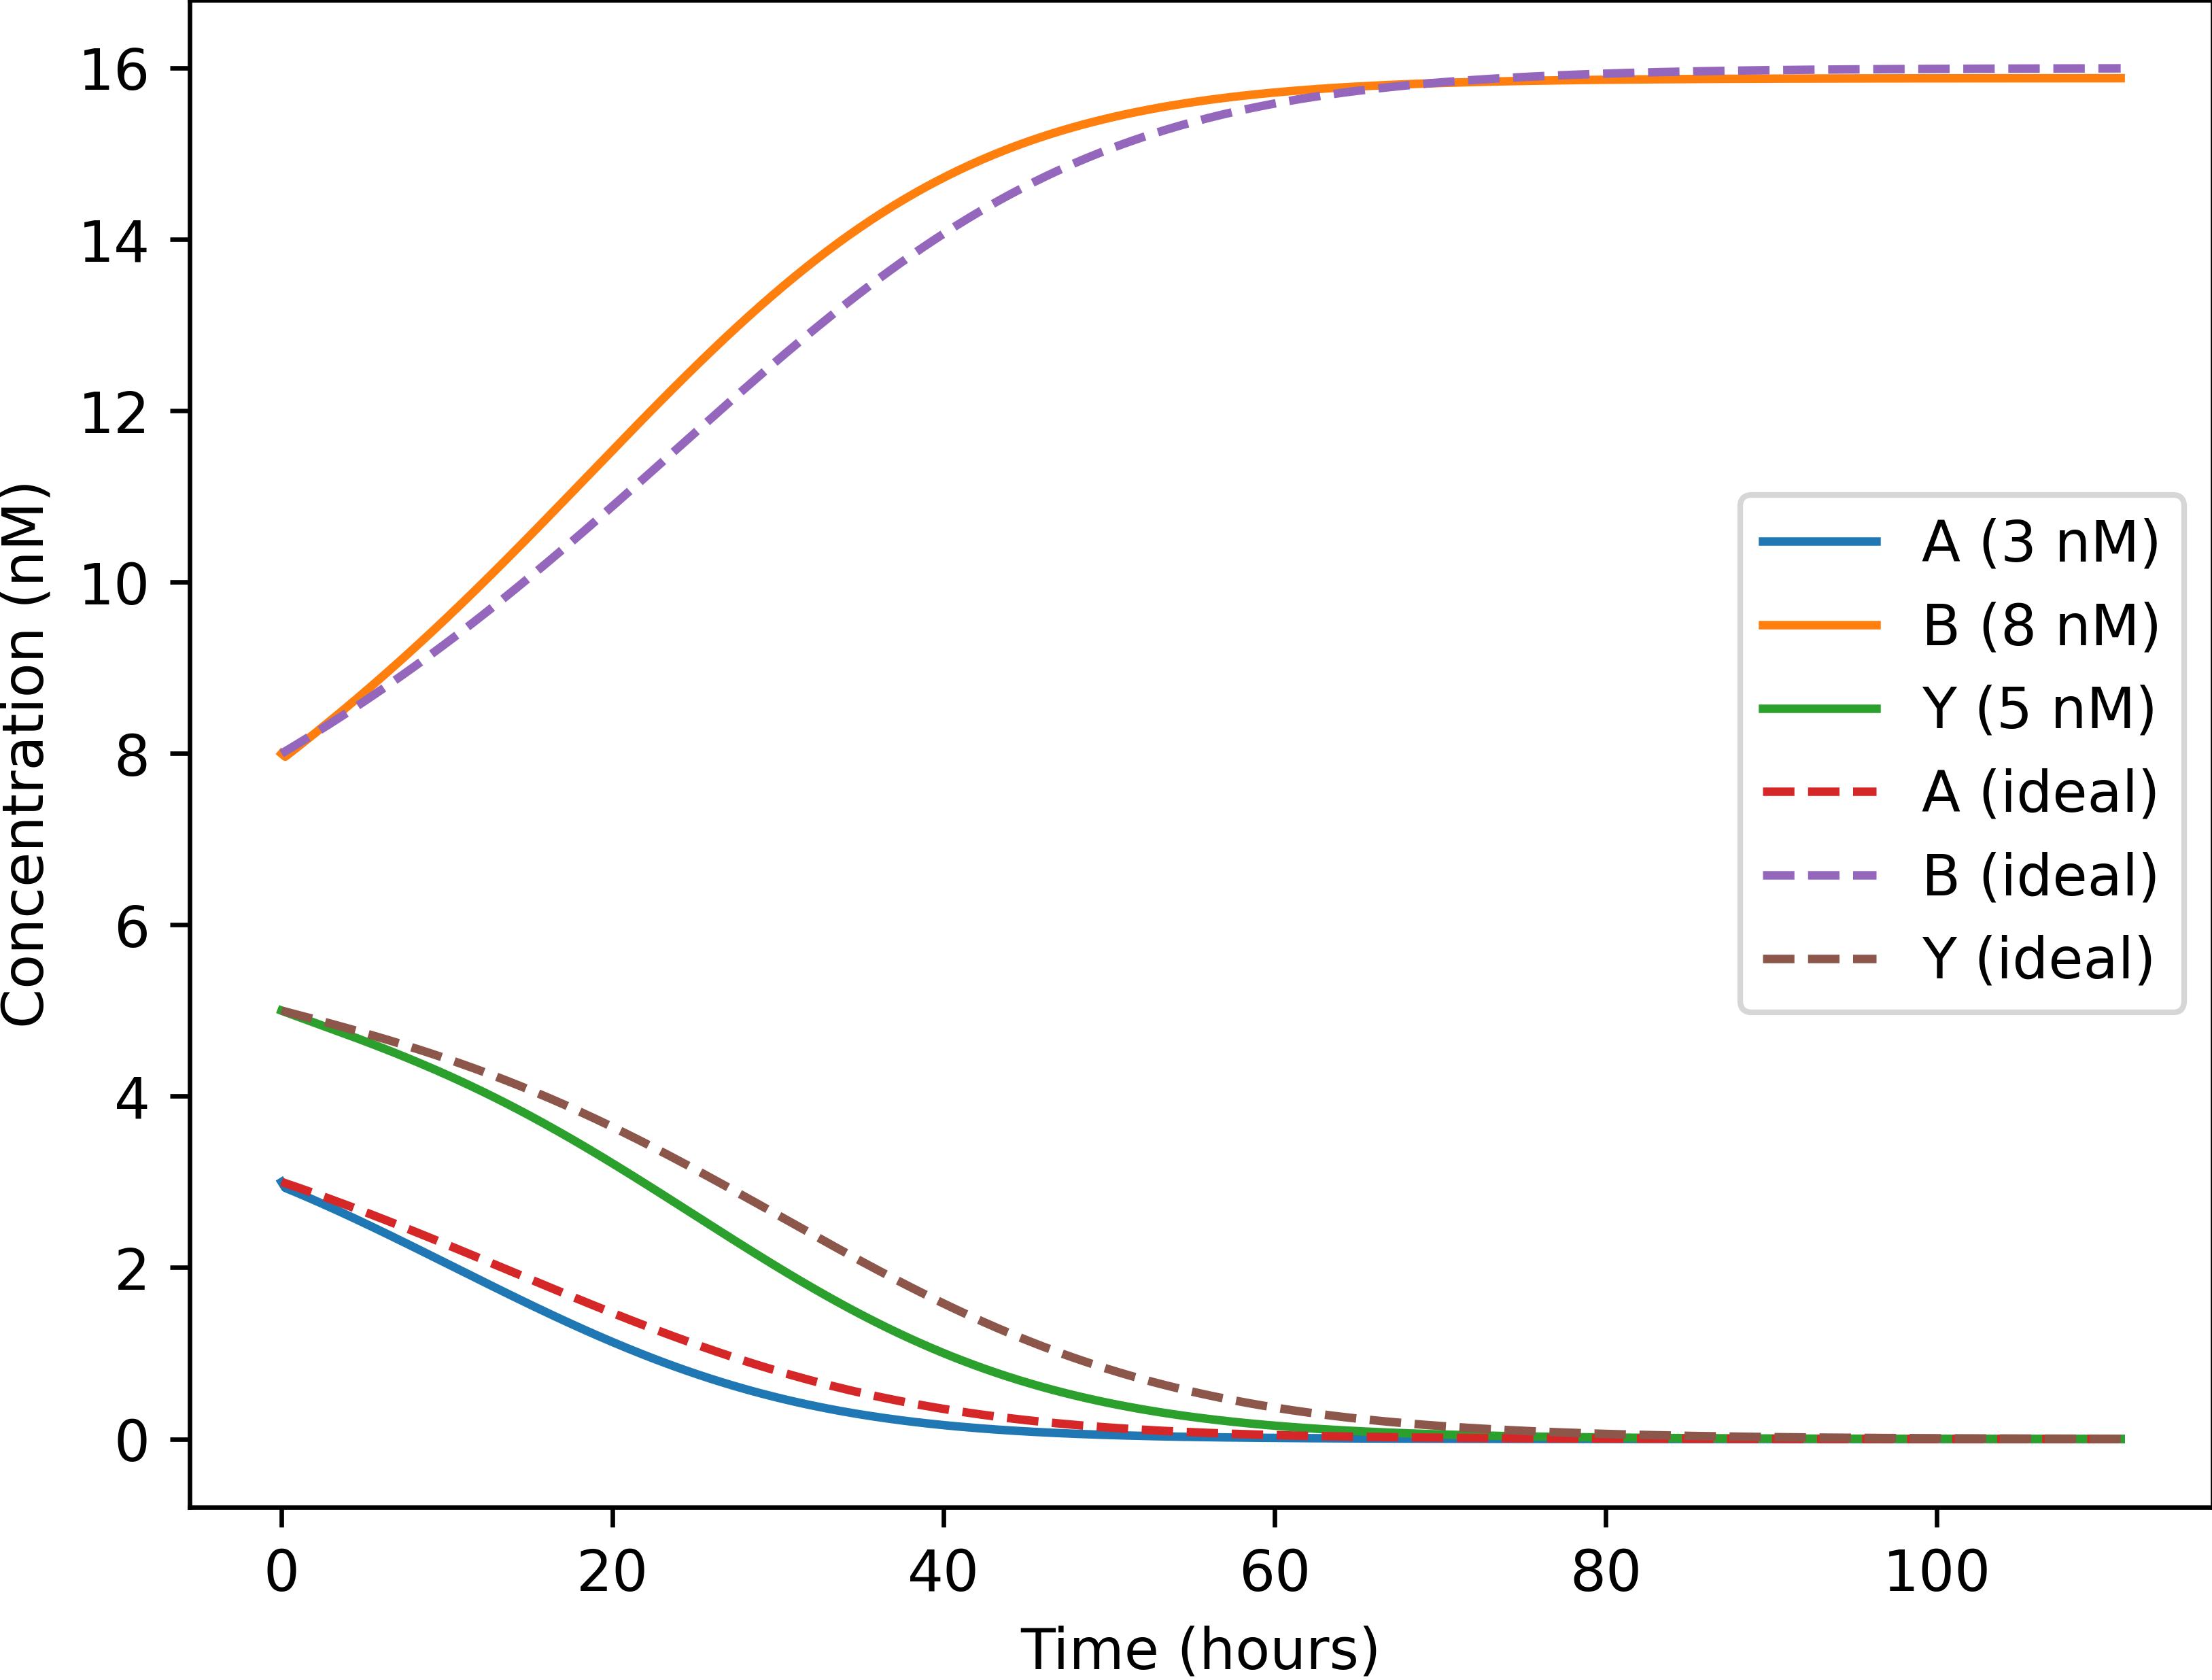 Concentration (nM)
16
14
12
10
8
6
4
2
0
A (3 nM)
B (8 nM)
Y (5 nM)
A (ideal)
B (ideal)
Y (ideal)
0 20 40 60 80 100
Time (hours)